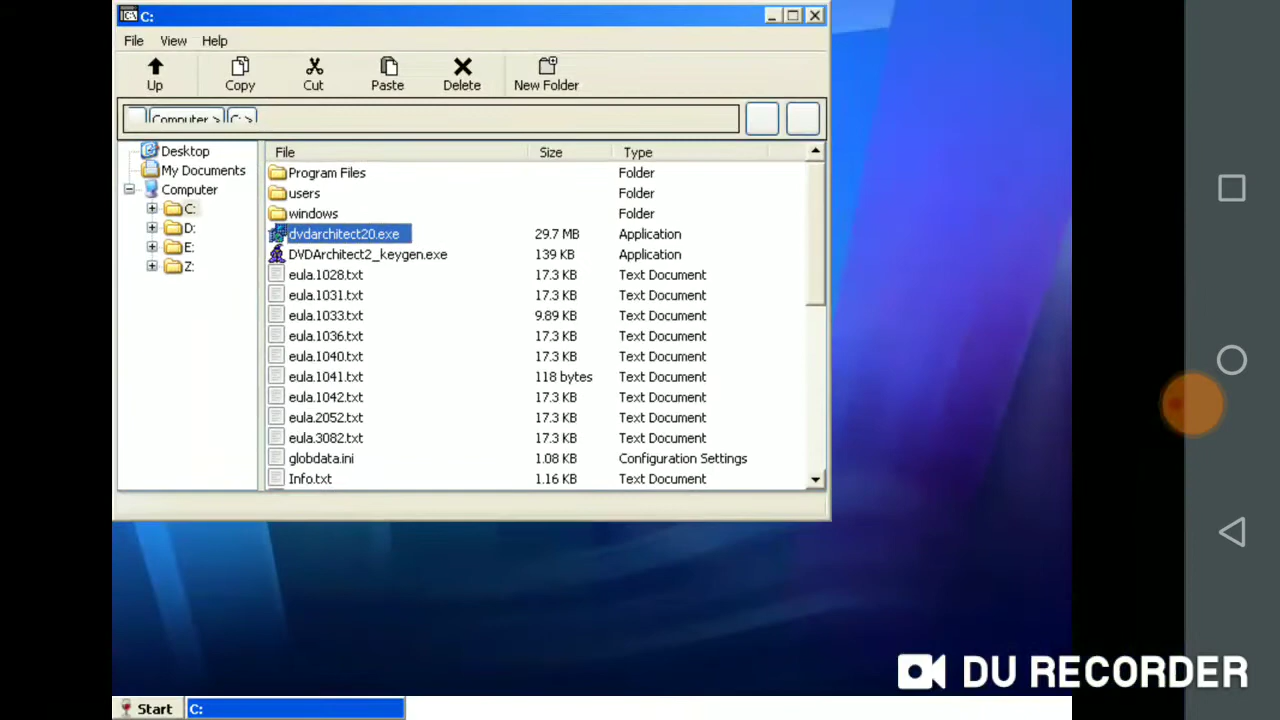 C:
File View Help
Up Copy Cut Paste Delete New Folder
Computer > C: >
Desktop
My Documents
Computer
C:
D:
E:
Z:
File Size Type
Program Files Folder
users Folder
windows Folder
dvdarchitect20.exe 29.7 MB Application
DVDArchitect2_keygen.exe 139 KB Application
eula.1028.txt 17.3 KB Text Document
eula.1031.txt 17.3 KB Text Document
eula.1033.txt 9.89 KB Text Document
eula.1036.txt 17.3 KB Text Document
eula.1040.txt 17.3 KB Text Document
eula.1041.txt 118 bytes Text Document
eula.1042.txt 17.3 KB Text Document
eula.2052.txt 17.3 KB Text Document
eula.3082.txt 17.3 KB Text Document
globdata.ini 1.08 KB Configuration Settings
Info.txt 1.16 KB Text Document
DU RECORDER
Start C: